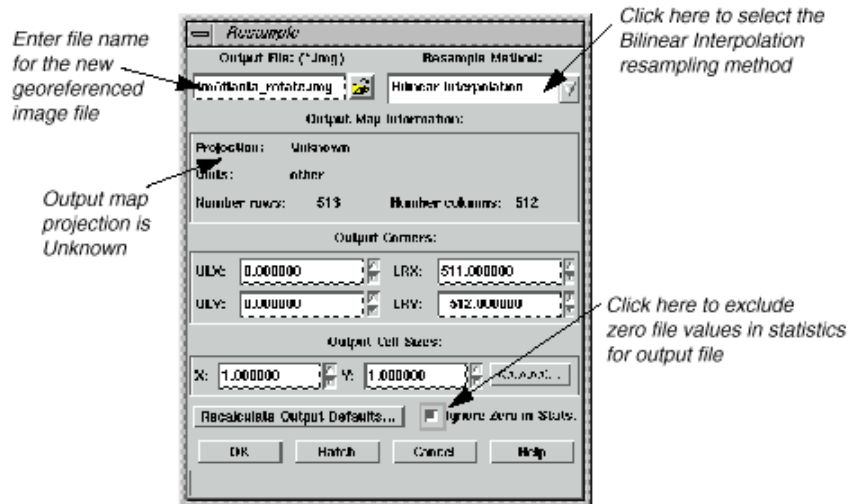 Click here to select the
Bilinear Interpolation
resampling method
Enter file name
for the new
georeferenced
image file
Resample
Output File: (*.img)
Resample Method:
Bilinear Interpolation
Output Map Information:
Projection: Unknown
Units: other
Number rows: 513 Number columns: 512
Output map
projection is
Unknown
Output Corners:
ULX: 0.000000 LRX: 511.000000
ULY: 0.000000 LRY: 512.000000
Click here to exclude
zero file values in statistics
for output file
Output Cell Sizes:
X: 1.000000 Y: 1.000000
Recalculate Output Defaults... Ignore Zero in Stats.
OK Batch Cancel Help